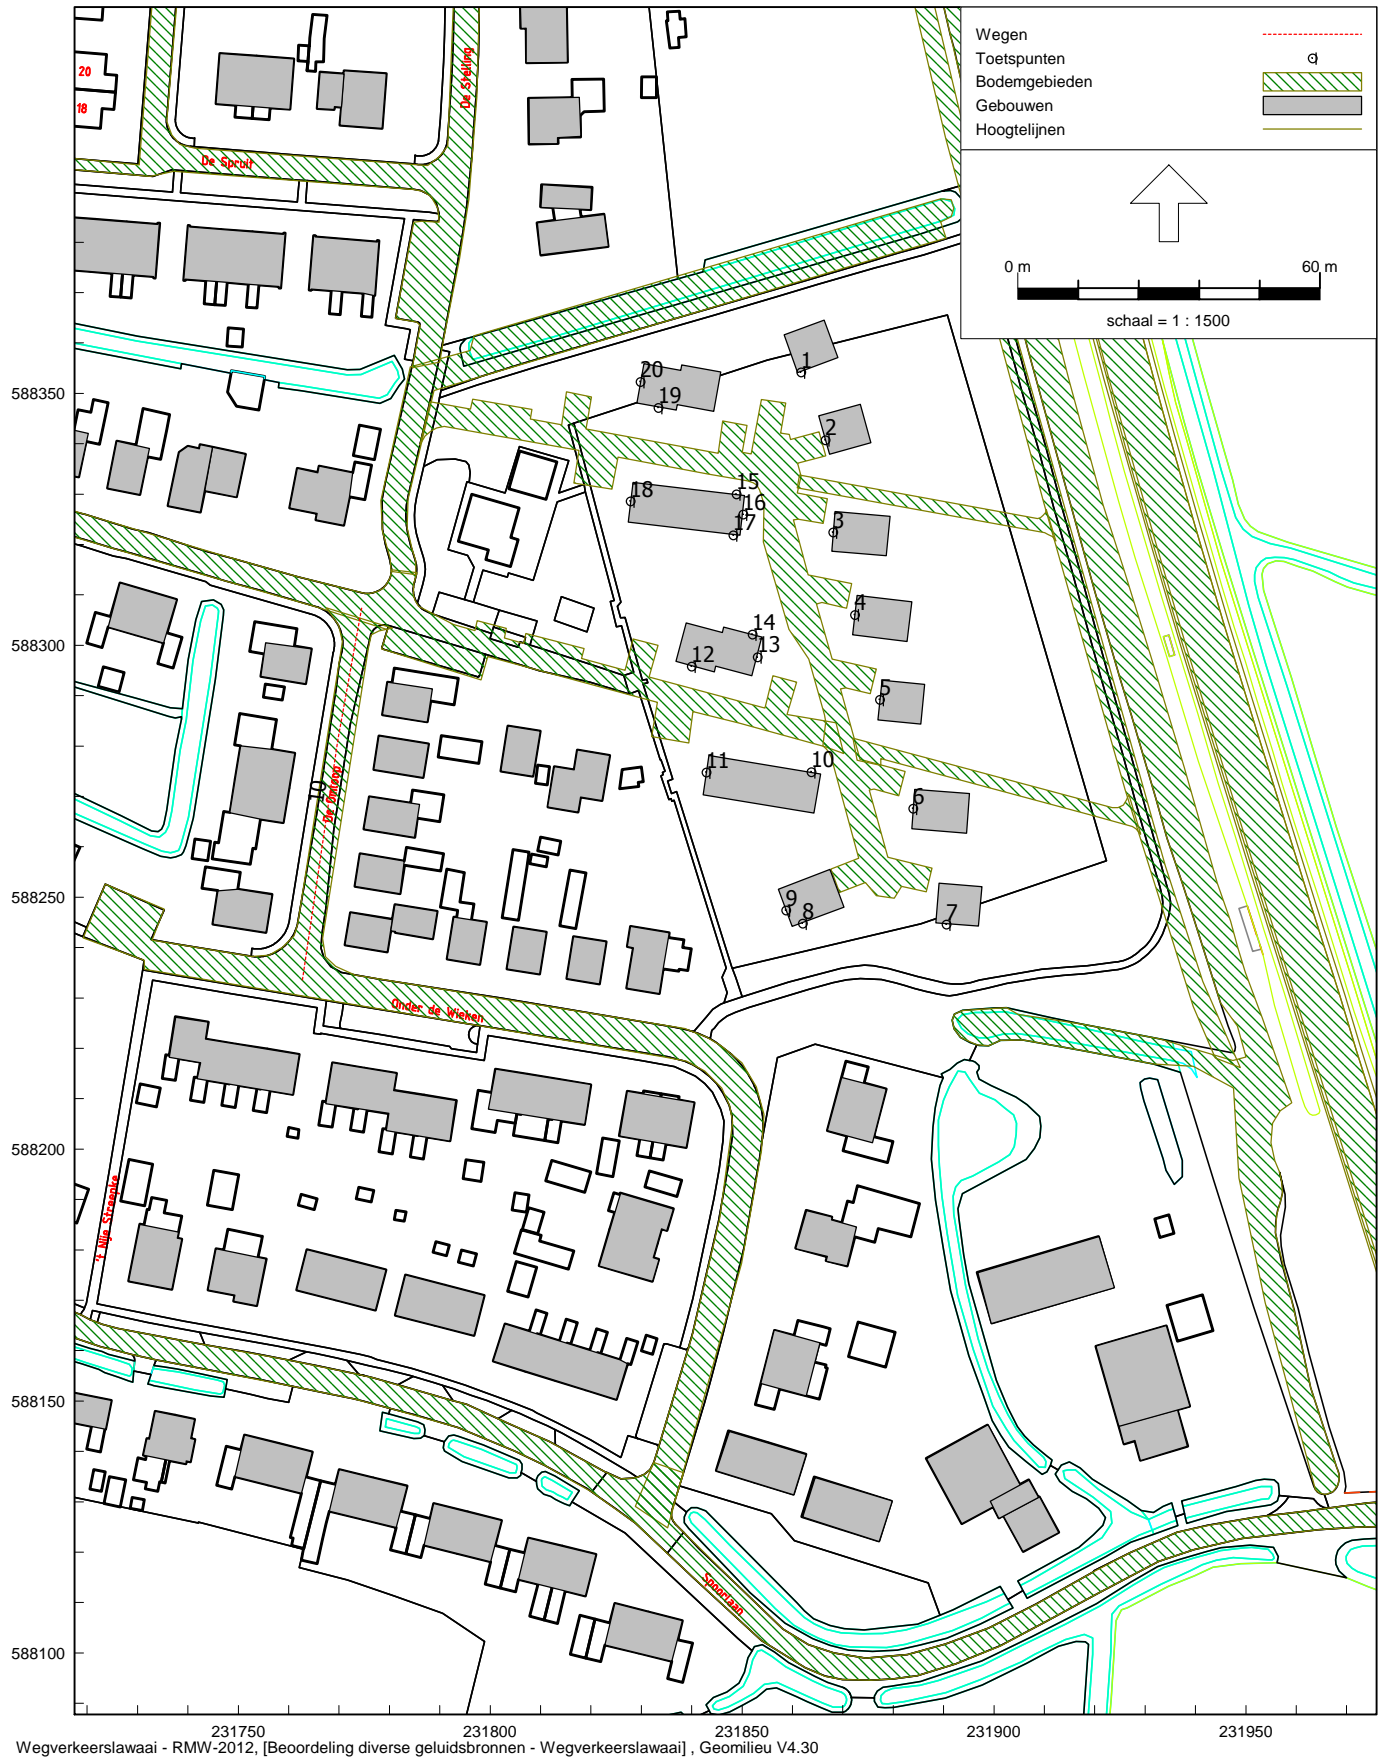 Wegen
Toetspunten
Bodemgebieden
Gebouwen
Hoogtelijnen
0 m 60 m
schaal = 1 : 1500
20
18
De Stelling
De Spruit
1
20
19
2
15
18
16
17
3
4
14
13
12
5
11
10
6
9
8
7
10
De Omloop
Onder de Wieken
't Nije Streepke
Spoorlaan
588350
588300
588250
588200
588150
588100
231750 231800 231850 231900 231950
Wegverkeerslawaai - RMW-2012, [Beoordeling diverse geluidsbronnen - Wegverkeerslawaai] , Geomilieu V4.30